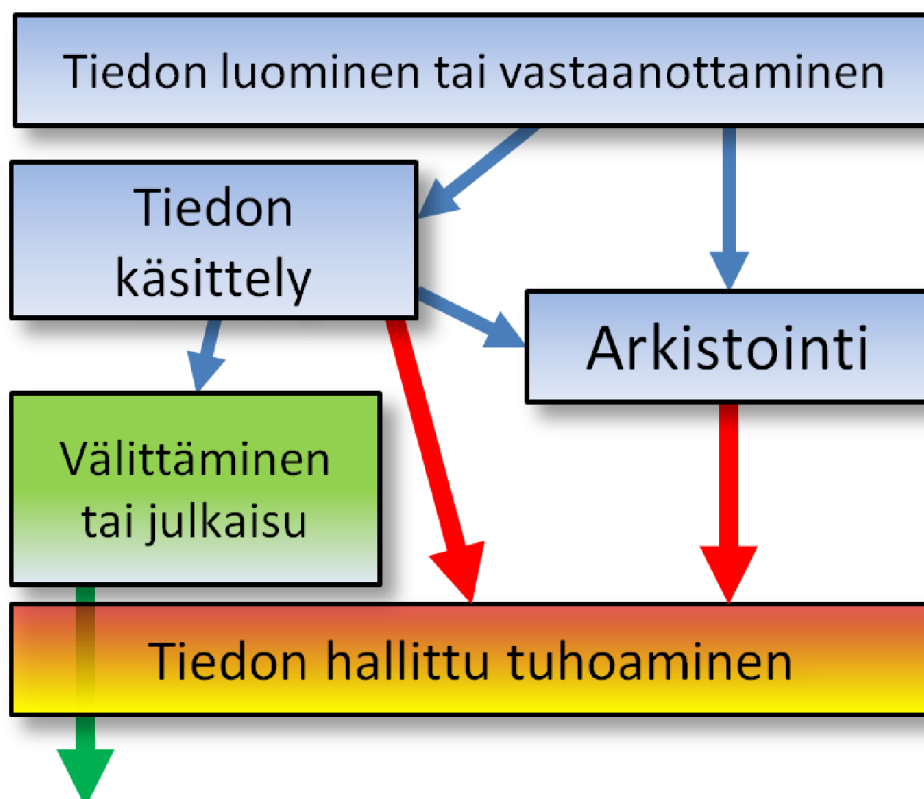 Tiedon luominen tai vastaanottaminen
Tiedon
käsittely
Arkistointi
Välittäminen
tai julkaisu
Tiedon hallittu tuhoaminen